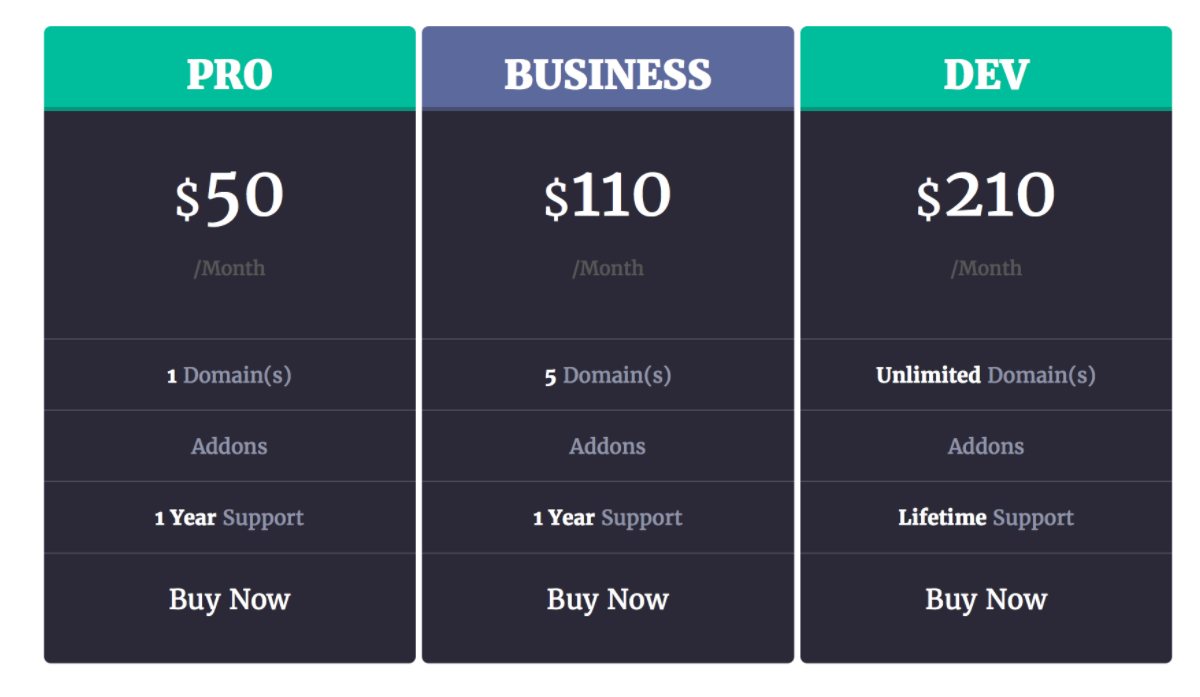 PRO
$50
/Month
1 Domain(s)
Addons
1 Year Support
Buy Now
BUSINESS
$110
/Month
5 Domain(s)
Addons
1 Year Support
Buy Now
DEV
$210
/Month
Unlimited Domain(s)
Addons
Lifetime Support
Buy Now